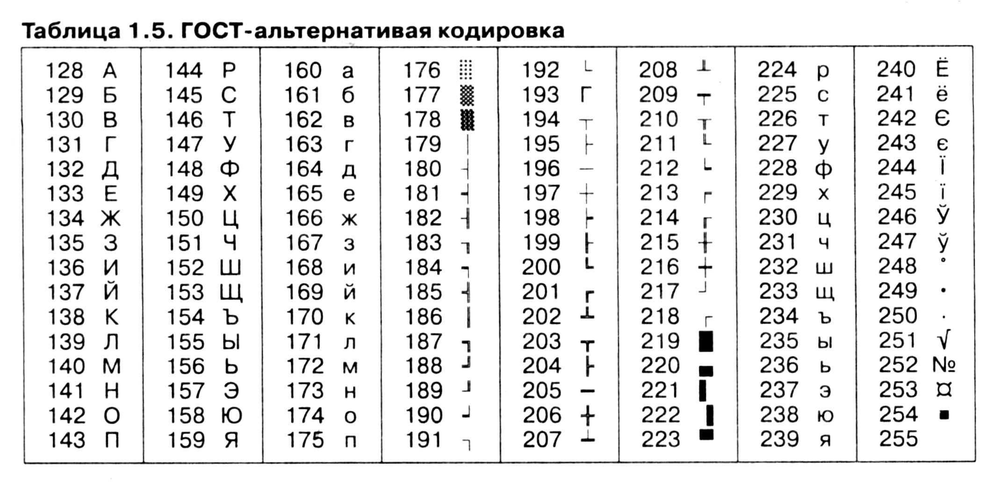 Таблица 1.5. ГОСТ-альтернативая кодировка
128 А 144 Р 160 а 176 ░ 192 └ 208 ╨ 224 р 240 Ё
129 Б 145 С 161 б 177 ▒ 193 Г 209 ╤ 225 с 241 ё
130 В 146 Т 162 в 178 ▓ 194 ┬ 210 ╥ 226 т 242 Є
131 Г 147 У 163 г 179 │ 195 ├ 211 ╙ 227 у 243 є
132 Д 148 Ф 164 д 180 ┤ 196 ─ 212 ╘ 228 ф 244 Ї
133 Е 149 Х 165 е 181 ╡ 197 ┼ 213 ╒ 229 х 245 ї
134 Ж 150 Ц 166 ж 182 ╢ 198 ╞ 214 ╓ 230 ц 246 Ў
135 З 151 Ч 167 з 183 ╖ 199 ╟ 215 ╫ 231 ч 247 ў
136 И 152 Ш 168 и 184 ╕ 200 ╚ 216 ╪ 232 ш 248 °
137 Й 153 Щ 169 й 185 ╣ 201 ╔ 217 ┘ 233 щ 249 •
138 К 154 Ъ 170 к 186 ║ 202 ╩ 218 ┌ 234 ъ 250 ·
139 Л 155 Ы 171 л 187 ╗ 203 ╦ 219 █ 235 ы 251 √
140 М 156 Ь 172 м 188 ╝ 204 ╠ 220 ▄ 236 ь 252 №
141 Н 157 Э 173 н 189 ╜ 205 ═ 221 ▌ 237 э 253 ¤
142 О 158 Ю 174 о 190 ╛ 206 ╬ 222 ▐ 238 ю 254 ■
143 П 159 Я 175 п 191 ┐ 207 ╧ 223 ▀ 239 я 255